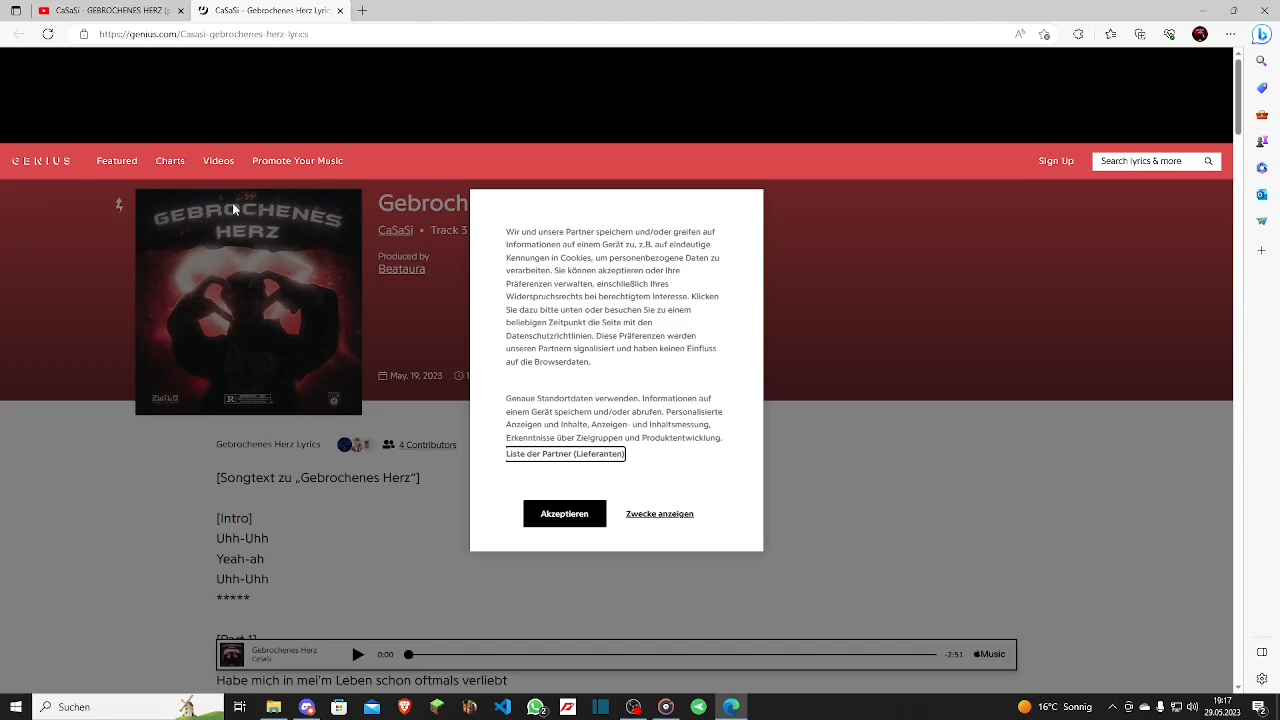 CaSaSi - GEBROCHENES HERZ (p
CaSaSi – Gebrochenes Herz Lyrics
https://genius.com/Casasi-gebrochenes-herz-lyrics
GENIUS
Featured
Charts
Videos
Promote Your Music
Sign Up
Search lyrics & more
GEBROCHENES
HERZ
Gebroch
CaSaSi • Track 3
Produced by
Beataura
May. 19, 2023
1
Wir und unsere Partner speichern und/oder greifen auf
Informationen auf einem Gerät zu, z.B. auf eindeutige
Kennungen in Cookies, um personenbezogene Daten zu
verarbeiten. Sie können akzeptieren oder Ihre
Präferenzen verwalten, einschließlich Ihres
Widerspruchsrechts bei berechtigtem Interesse. Klicken
Sie dazu bitte unten oder besuchen Sie zu einem
beliebigen Zeitpunkt die Seite mit den
Datenschutzrichtlinien. Diese Präferenzen werden
unseren Partnern signalisiert und haben keinen Einfluss
auf die Browserdaten.
Genaue Standortdaten verwenden. Informationen auf
einem Gerät speichern und/oder abrufen. Personalisierte
Anzeigen und Inhalte, Anzeigen- und Inhaltsmessung,
Erkenntnisse über Zielgruppen und Produktentwicklung.
Liste der Partner (Lieferanten)
Akzeptieren
Zwecke anzeigen
Gebrochenes Herz Lyrics
4 Contributors
[Songtext zu „Gebrochenes Herz"]
[Intro]
Uh-Uhh
Yeah-ah
Uh-Uhh
*****
[Part 1]
Gebrochenes Herz
CaSaSi
0:00
-2:51
Music
Habe mich in mei'm Leben schon oftmals verliebt
Suchen
16°C Sonnig
19:17
29.05.2023